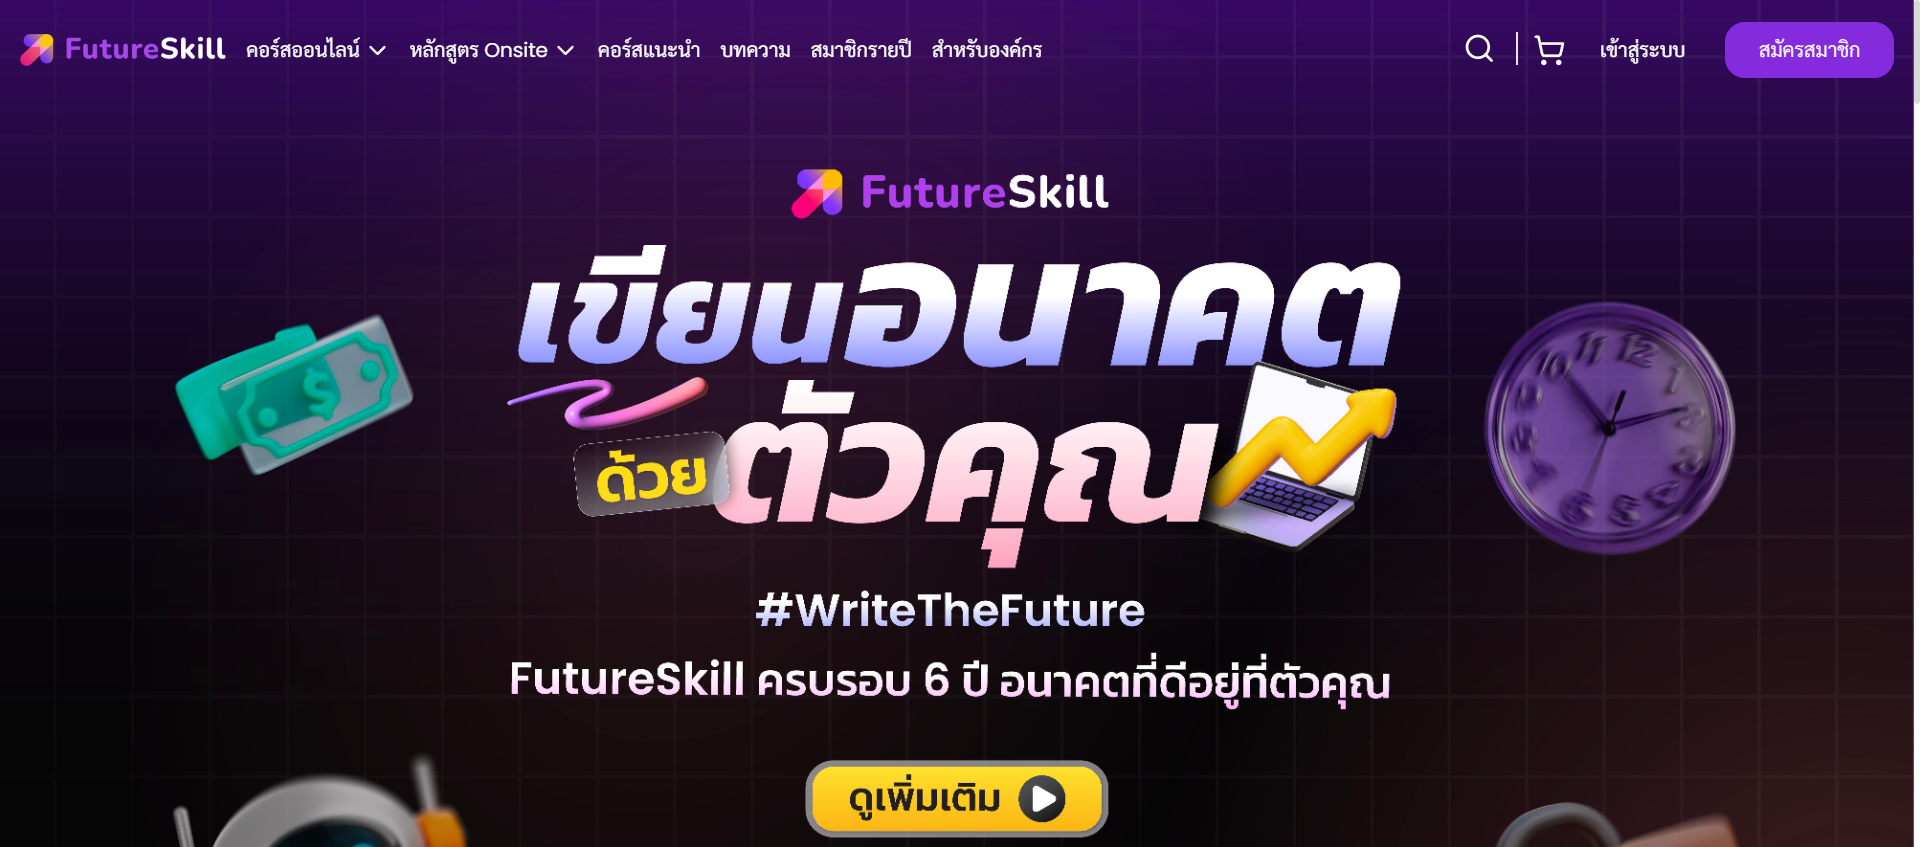 FutureSkill คอร์สออนไลน์ หลักสูตร Onsite คอร์สแนะนำ บทความ สมาชิกรายปี สำหรับองค์กร เข้าสู่ระบบ สมัครสมาชิก
FutureSkill
เขียนอนาคต
ด้วยตัวคุณ
#WriteTheFuture
FutureSkill ครบรอบ 6 ปี อนาคตที่ดีอยู่ที่ตัวคุณ
ดูเพิ่มเติม